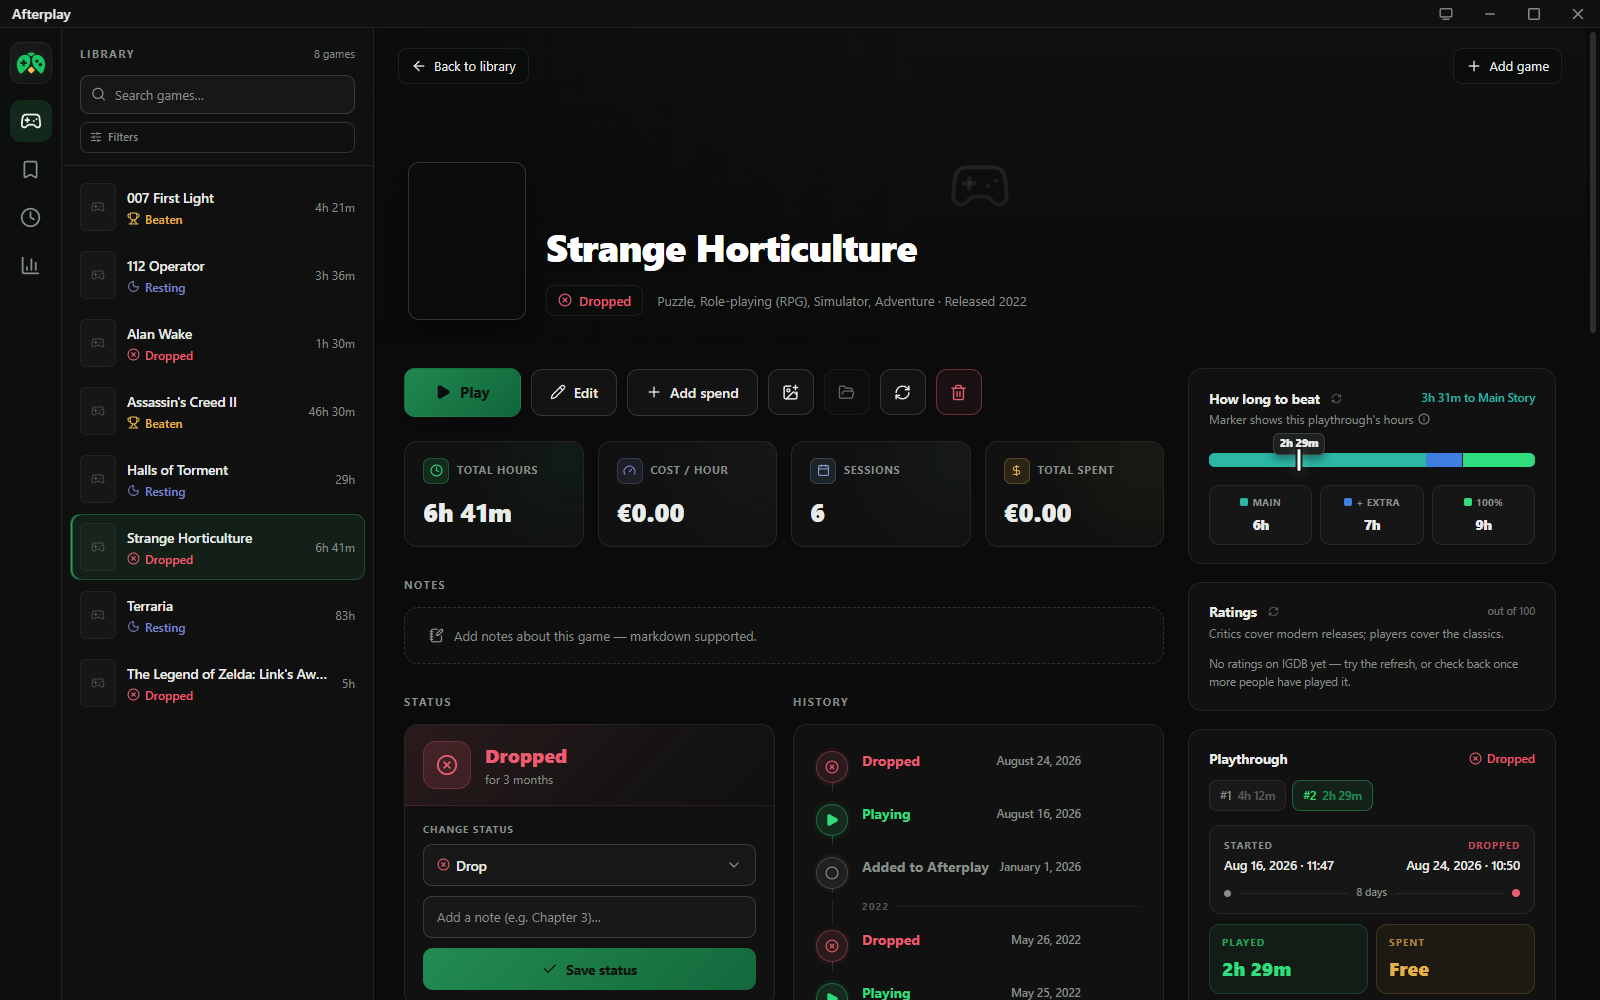 Afterplay
LIBRARY
8 games
Search games...
Filters
007 First Light
Beaten
4h 21m
112 Operator
Resting
3h 36m
Alan Wake
Dropped
1h 30m
Assassin's Creed II
Beaten
46h 30m
Halls of Torment
Resting
29h
Strange Horticulture
Dropped
6h 41m
Terraria
Resting
83h
The Legend of Zelda: Link's Aw...
Dropped
5h
Back to library
Add game
Strange Horticulture
Dropped
Puzzle, Role-playing (RPG), Simulator, Adventure · Released 2022
Play
Edit
Add spend
TOTAL HOURS
6h 41m
COST / HOUR
€0.00
SESSIONS
6
TOTAL SPENT
€0.00
NOTES
Add notes about this game — markdown supported.
STATUS
Dropped
for 3 months
CHANGE STATUS
Drop
Add a note (e.g. Chapter 3)...
Save status
HISTORY
Dropped
August 24, 2026
Playing
August 16, 2026
Added to Afterplay
January 1, 2026
2022
Dropped
May 26, 2022
Playing
May 25, 2022
How long to beat
3h 31m to Main Story
Marker shows this playthrough's hours
2h 29m
MAIN
6h
+ EXTRA
7h
100%
9h
Ratings
out of 100
Critics cover modern releases; players cover the classics.
No ratings on IGDB yet — try the refresh, or check back once
more people have played it.
Playthrough
Dropped
#1 4h 12m
#2 2h 29m
STARTED
DROPPED
Aug 16, 2026 · 11:47
Aug 24, 2026 · 10:50
8 days
PLAYED
2h 29m
SPENT
Free